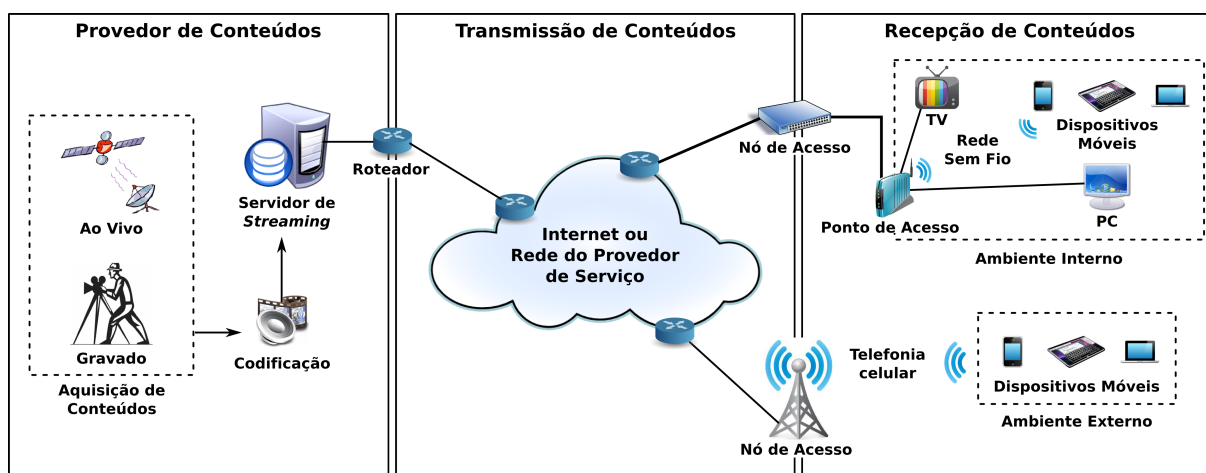 Provedor de Conteúdos
Ao Vivo
Gravado
Aquisição de
Conteúdos
Codificação
Servidor de
Streaming
Roteador
Transmissão de Conteúdos
Internet ou
Rede do Provedor
de Serviço
Nó de Acesso
Nó de Acesso
Recepção de Conteúdos
TV
Rede
Sem Fio
Dispositivos
Móveis
Ponto de Acesso
PC
Ambiente Interno
Telefonia
celular
Dispositivos Móveis
Ambiente Externo